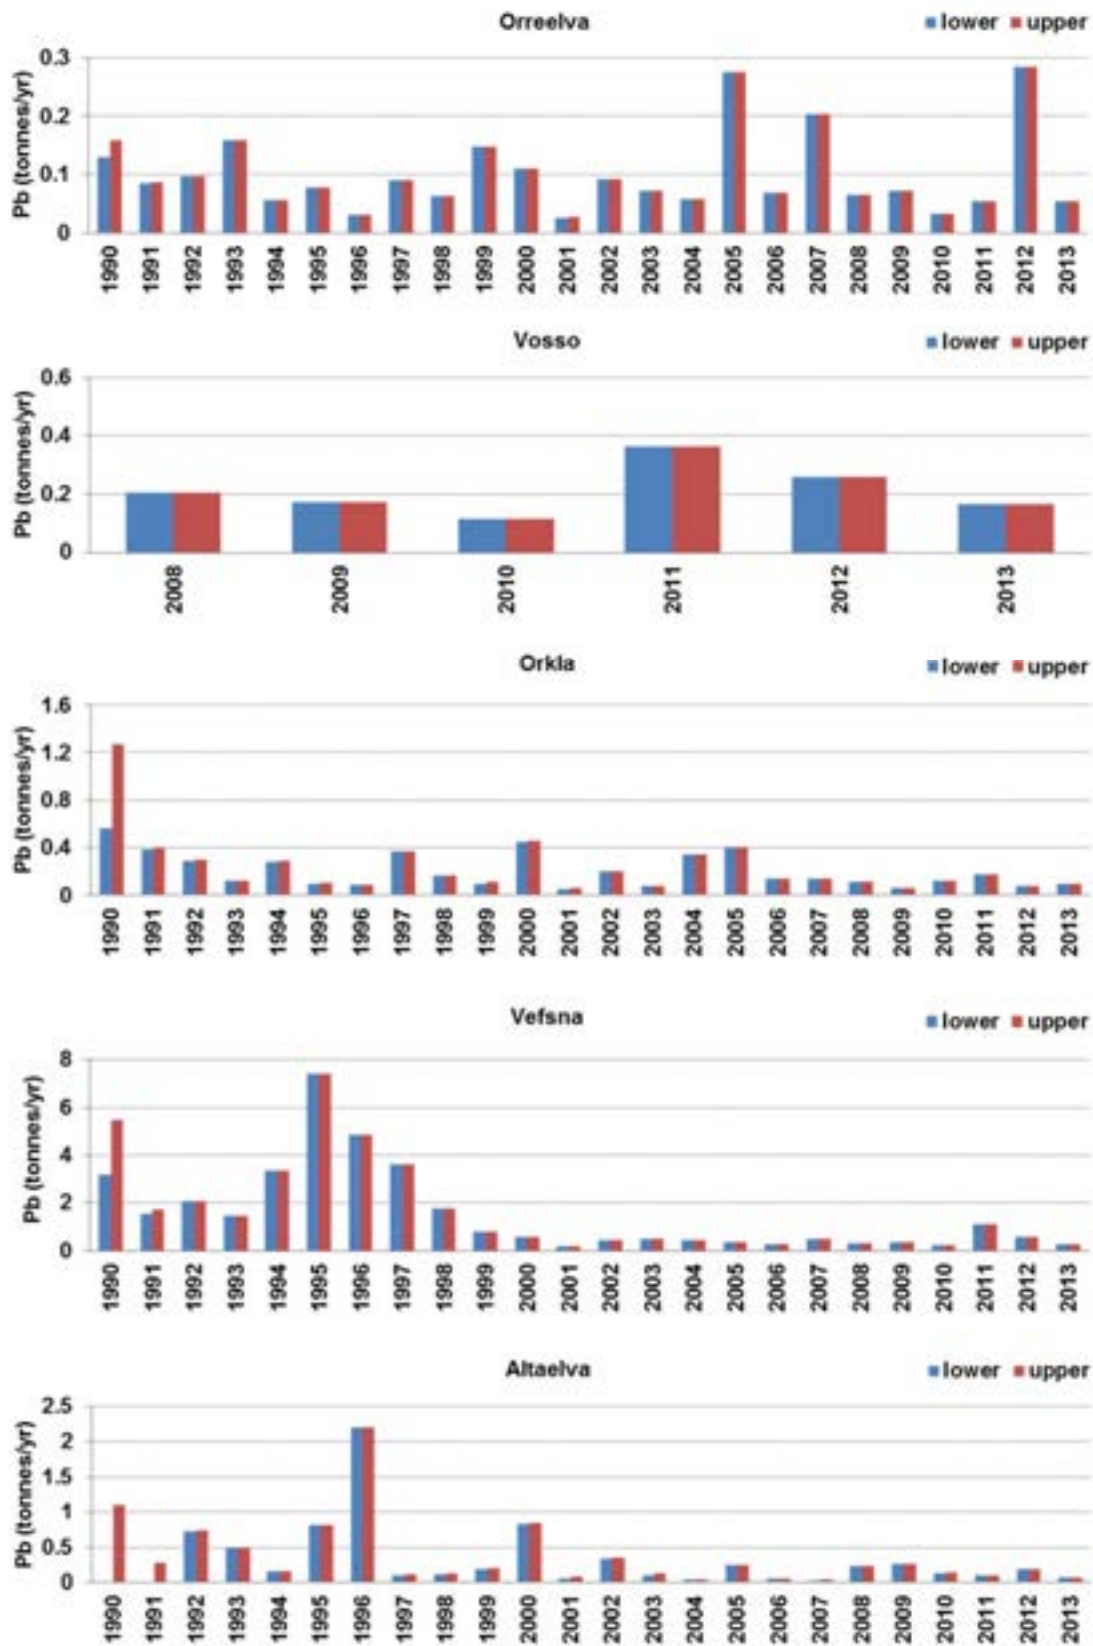 Orreelva
lower upper
Pb (tonnes/yr)
0.3
0.2
0.1
0
1990 1991 1992 1993 1994 1995 1996 1997 1998 1999 2000 2001 2002 2003 2004 2005 2006 2007 2008 2009 2010 2011 2012 2013
Vosso
lower upper
Pb (tonnes/yr)
0.6
0.4
0.2
0
2008 2009 2010 2011 2012 2013
Orkla
lower upper
Pb (tonnes/yr)
1.6
1.2
0.8
0.4
0
1990 1991 1992 1993 1994 1995 1996 1997 1998 1999 2000 2001 2002 2003 2004 2005 2006 2007 2008 2009 2010 2011 2012 2013
Vefsna
lower upper
Pb (tonnes/yr)
8
6
4
2
0
1990 1991 1992 1993 1994 1995 1996 1997 1998 1999 2000 2001 2002 2003 2004 2005 2006 2007 2008 2009 2010 2011 2012 2013
Altaelva
lower upper
Pb (tonnes/yr)
2.5
2
1.5
1
0.5
0
1990 1991 1992 1993 1994 1995 1996 1997 1998 1999 2000 2001 2002 2003 2004 2005 2006 2007 2008 2009 2010 2011 2012 2013